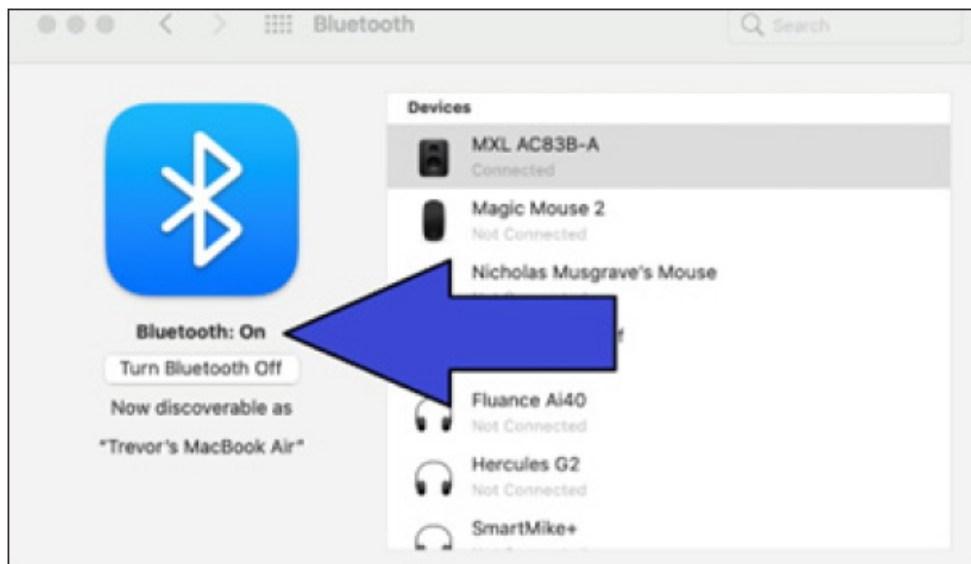 Bluetooth
Search
Bluetooth: On
Turn Bluetooth Off
Now discoverable as
"Trevor's MacBook Air"
Devices
MXL AC83B-A
Connected
Magic Mouse 2
Not Connected
Nicholas Musgrave's Mouse
Fluance Ai40
Not Connected
Hercules G2
Not Connected
SmartMike+